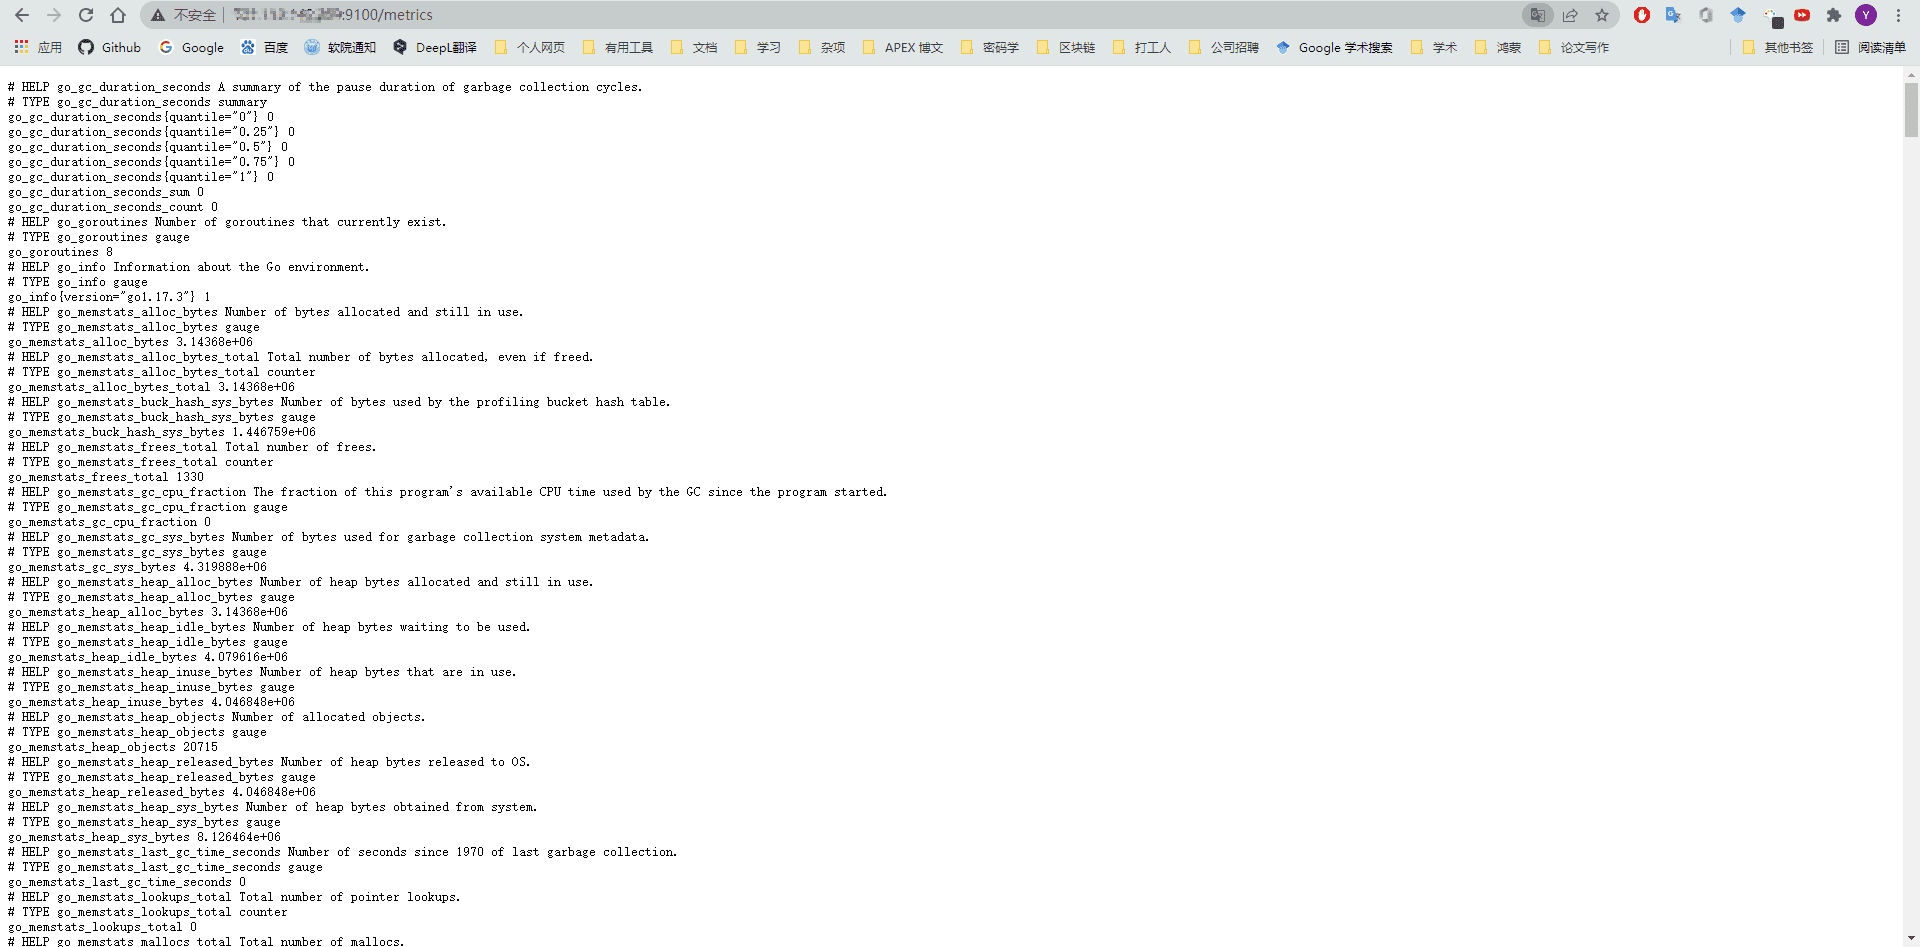 不安全 :9100/metrics
应用 Github Google 百度 软院通知 DeepL翻译 个人网页 有用工具 文档 学习 杂项 APEX 博文 密码学 区块链 打工人 公司招聘 Google 学术搜索 学术 鸿蒙 论文写作 其他书签 阅读清单
# HELP go_gc_duration_seconds A summary of the pause duration of garbage collection cycles.
# TYPE go_gc_duration_seconds summary
go_gc_duration_seconds{quantile="0"} 0
go_gc_duration_seconds{quantile="0.25"} 0
go_gc_duration_seconds{quantile="0.5"} 0
go_gc_duration_seconds{quantile="0.75"} 0
go_gc_duration_seconds{quantile="1"} 0
go_gc_duration_seconds_sum 0
go_gc_duration_seconds_count 0
# HELP go_goroutines Number of goroutines that currently exist.
# TYPE go_goroutines gauge
go_goroutines 8
# HELP go_info Information about the Go environment.
# TYPE go_info gauge
go_info{version="go1.17.3"} 1
# HELP go_memstats_alloc_bytes Number of bytes allocated and still in use.
# TYPE go_memstats_alloc_bytes gauge
go_memstats_alloc_bytes 3.14368e+06
# HELP go_memstats_alloc_bytes_total Total number of bytes allocated, even if freed.
# TYPE go_memstats_alloc_bytes_total counter
go_memstats_alloc_bytes_total 3.14368e+06
# HELP go_memstats_buck_hash_sys_bytes Number of bytes used by the profiling bucket hash table.
# TYPE go_memstats_buck_hash_sys_bytes gauge
go_memstats_buck_hash_sys_bytes 1.446759e+06
# HELP go_memstats_frees_total Total number of frees.
# TYPE go_memstats_frees_total counter
go_memstats_frees_total 1330
# HELP go_memstats_gc_cpu_fraction The fraction of this program's available CPU time used by the GC since the program started.
# TYPE go_memstats_gc_cpu_fraction gauge
go_memstats_gc_cpu_fraction 0
# HELP go_memstats_gc_sys_bytes Number of bytes used for garbage collection system metadata.
# TYPE go_memstats_gc_sys_bytes gauge
go_memstats_gc_sys_bytes 4.319888e+06
# HELP go_memstats_heap_alloc_bytes Number of heap bytes allocated and still in use.
# TYPE go_memstats_heap_alloc_bytes gauge
go_memstats_heap_alloc_bytes 3.14368e+06
# HELP go_memstats_heap_idle_bytes Number of heap bytes waiting to be used.
# TYPE go_memstats_heap_idle_bytes gauge
go_memstats_heap_idle_bytes 4.079616e+06
# HELP go_memstats_heap_inuse_bytes Number of heap bytes that are in use.
# TYPE go_memstats_heap_inuse_bytes gauge
go_memstats_heap_inuse_bytes 4.046848e+06
# HELP go_memstats_heap_objects Number of allocated objects.
# TYPE go_memstats_heap_objects gauge
go_memstats_heap_objects 20715
# HELP go_memstats_heap_released_bytes Number of heap bytes released to OS.
# TYPE go_memstats_heap_released_bytes gauge
go_memstats_heap_released_bytes 4.046848e+06
# HELP go_memstats_heap_sys_bytes Number of heap bytes obtained from system.
# TYPE go_memstats_heap_sys_bytes gauge
go_memstats_heap_sys_bytes 8.126464e+06
# HELP go_memstats_last_gc_time_seconds Number of seconds since 1970 of last garbage collection.
# TYPE go_memstats_last_gc_time_seconds gauge
go_memstats_last_gc_time_seconds 0
# HELP go_memstats_lookups_total Total number of pointer lookups.
# TYPE go_memstats_lookups_total counter
go_memstats_lookups_total 0
# HELP go_memstats_mallocs_total Total number of mallocs.